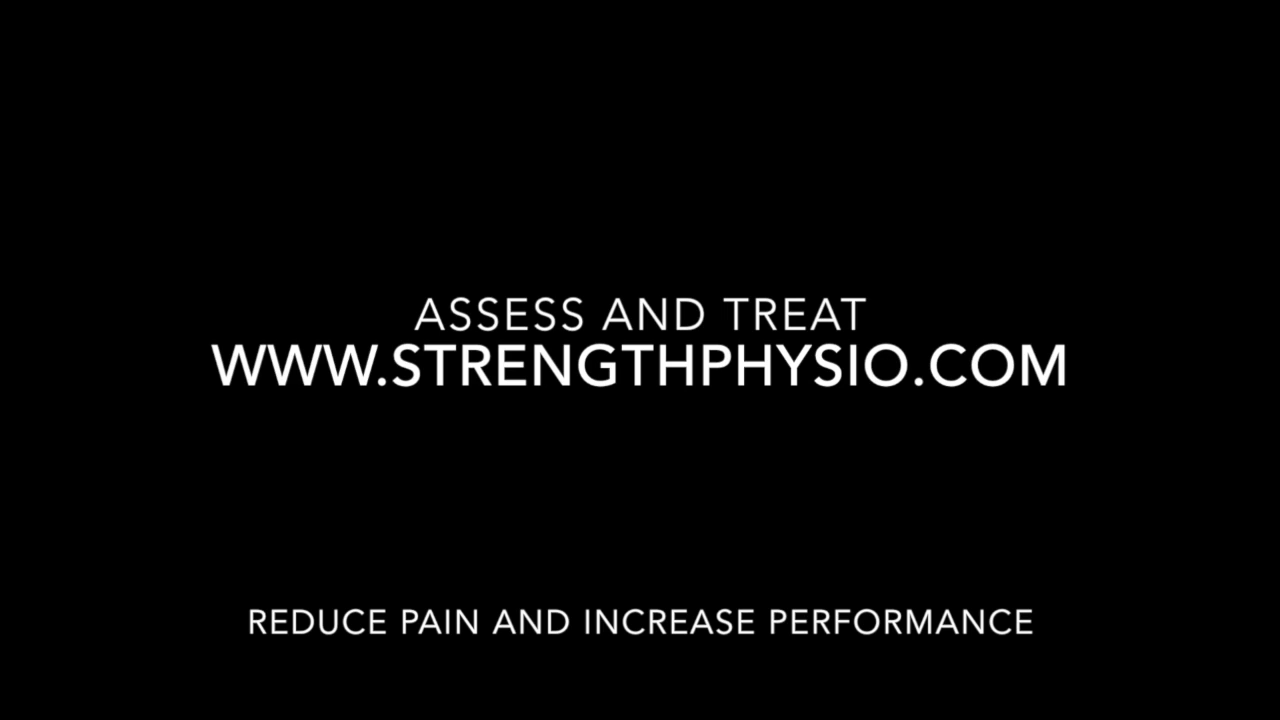 ASSESS AND TREAT
WWW.STRENGTHPHYSIO.COM
REDUCE PAIN AND INCREASE PERFORMANCE